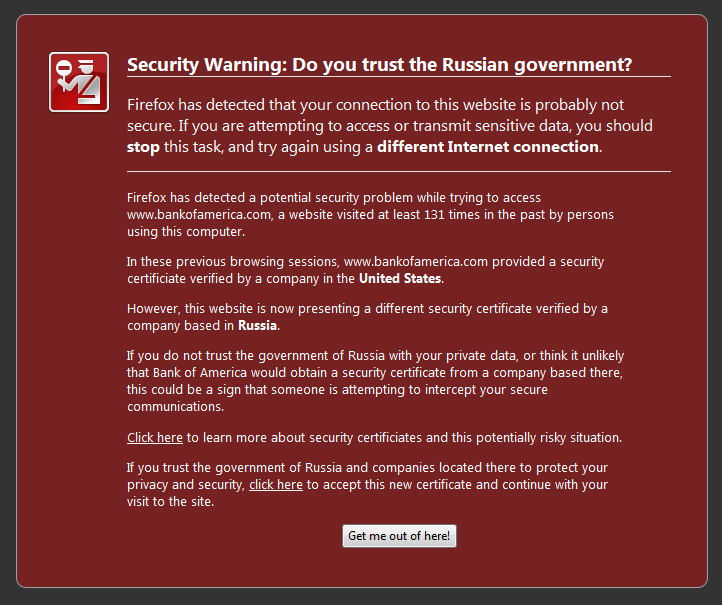 Security Warning: Do you trust the Russian government?
Firefox has detected that your connection to this website is probably not
secure. If you are attempting to access or transmit sensitive data, you should
stop this task, and try again using a different Internet connection.
Firefox has detected a potential security problem while trying to access
www.bankofamerica.com, a website visited at least 131 times in the past by persons
using this computer.
In these previous browsing sessions, www.bankofamerica.com provided a security
certificiate verified by a company in the United States.
However, this website is now presenting a different security certificate verified by a
company based in Russia.
If you do not trust the government of Russia with your private data, or think it unlikely
that Bank of America would obtain a security certificate from a company based there,
this could be a sign that someone is attempting to intercept your secure
communications.
Click here to learn more about security certificiates and this potentially risky situation.
If you trust the government of Russia and companies located there to protect your
privacy and security, click here to accept this new certificate and continue with your
visit to the site.
Get me out of here!